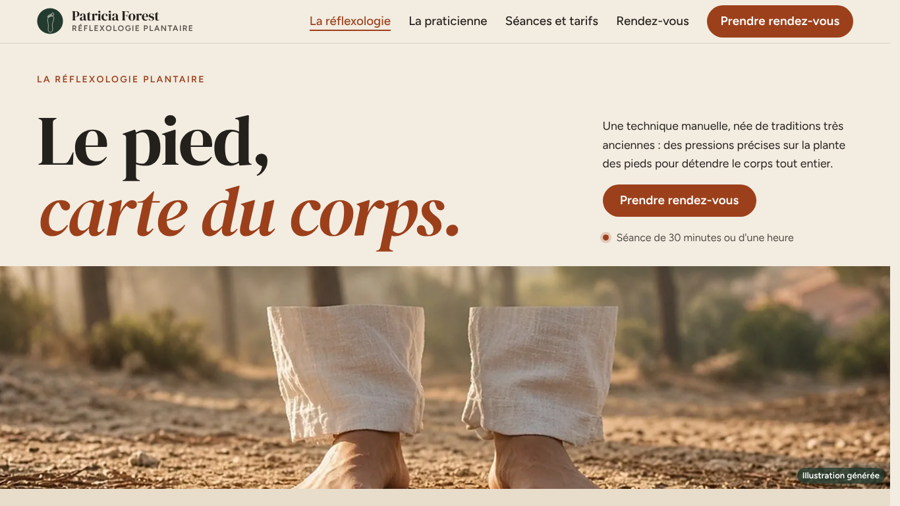 Patricia Forest
RÉFLEXOLOGIE PLANTAIRE
La réflexologie
La praticienne
Séances et tarifs
Rendez-vous
Prendre rendez-vous
LA RÉFLEXOLOGIE PLANTAIRE
Le pied,
carte du corps.
Une technique manuelle, née de traditions très
anciennes : des pressions précises sur la plante
des pieds pour détendre le corps tout entier.
Prendre rendez-vous
Séance de 30 minutes ou d'une heure
Illustration générée